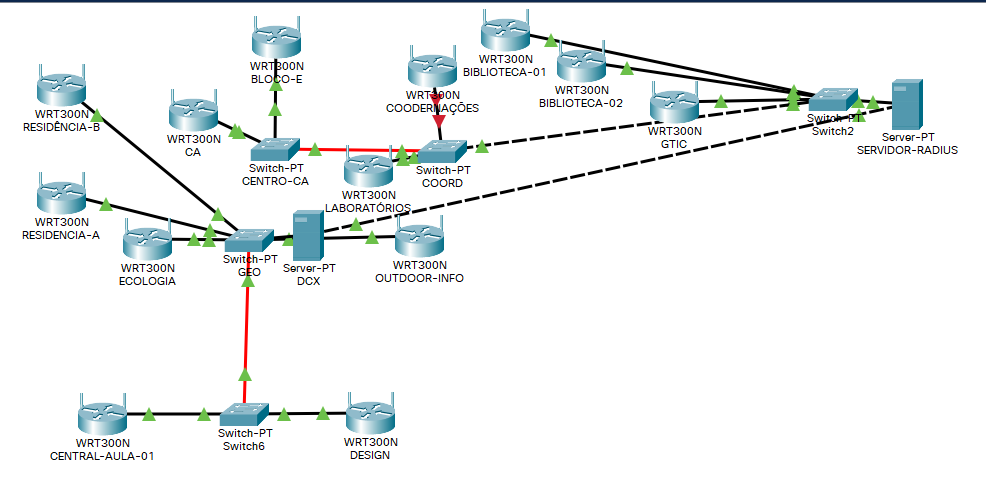 WRT300N
BIBLIOTECA-01
WRT300N
BLOCO-E
WRT300N
COODERNAÇÕES
WRT300N
BIBLIOTECA-02
WRT300N
RESIDÊNCIA-B
WRT300N
CA
WRT300N
GTIC
Switch-PT
Switch2
Server-PT
SERVIDOR-RADIUS
Switch-PT
CENTRO-CA
Switch-PT
COORD
WRT300N
LABORATÓRIOS
WRT300N
RESIDENCIA-A
WRT300N
ECOLOGIA
Switch-PT
GEO
Server-PT
DCX
WRT300N
OUTDOOR-INFO
WRT300N
CENTRAL-AULA-01
Switch-PT
Switch6
WRT300N
DESIGN